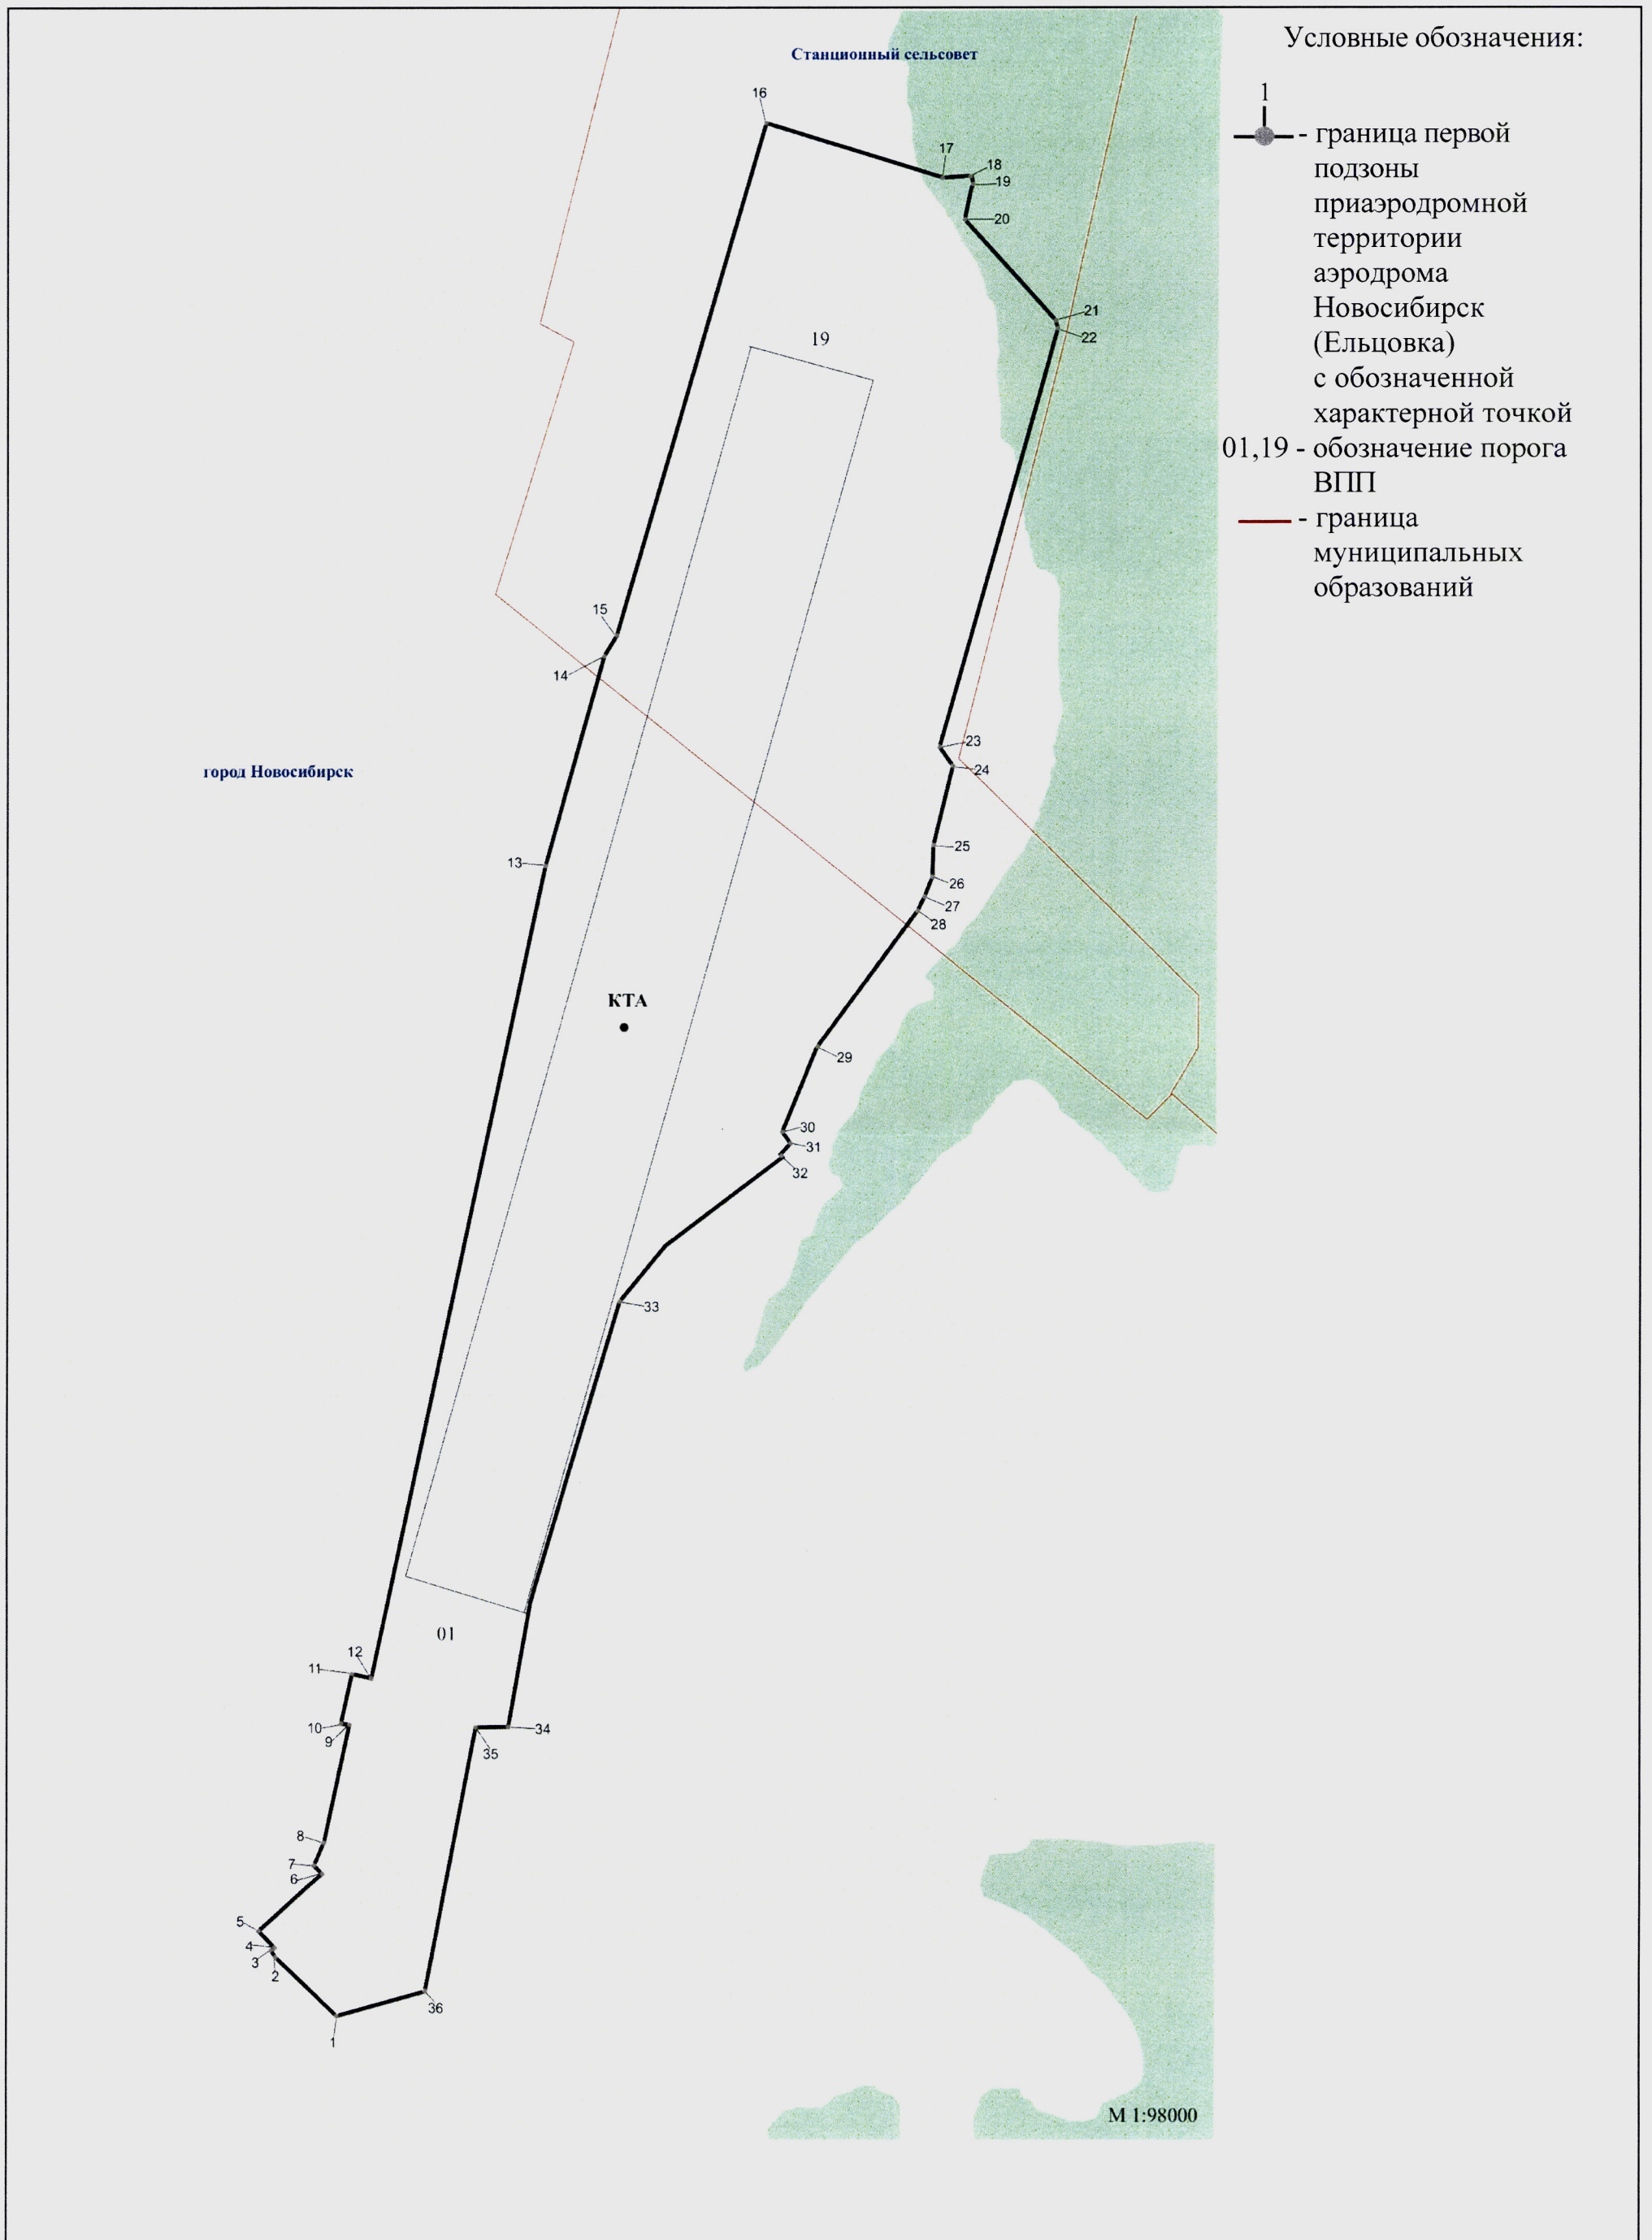 Условные обозначения:
1
- граница первой
подзоны
приаэродромной
территории
аэродрома
Новосибирск
(Ельцовка)
с обозначенной
характерной точкой
01,19 - обозначение порога
ВПП
- граница
муниципальных
образований
Станционный сельсовет
16
17
18
19
20
21
22
19
15
14
город Новосибирск
23
24
13
25
26
27
28
КТА
29
30
31
32
33
01
12
11
10
9
34
35
8
7
6
5
4
3
2
36
1
М 1:98000